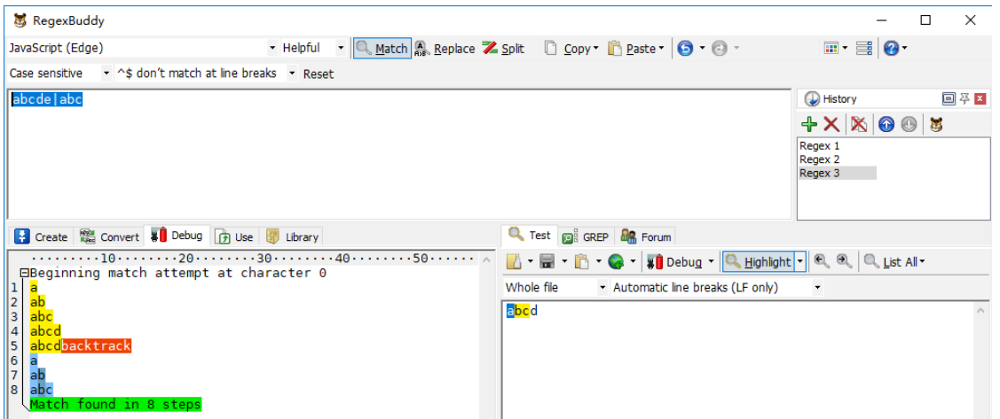 RegexBuddy
JavaScript (Edge) Helpful Match Replace Split Copy Paste
Case sensitive ^$ don't match at line breaks Reset
abcde|abc
History
Regex 1
Regex 2
Regex 3
Create Convert Debug Use Library
Test GREP Forum
·········10········20········30········40········50······
Debug Highlight List All
Beginning match attempt at character 0
Whole file Automatic line breaks (LF only)
1 a
2 ab
3 abc
4 abcd
5 abcdbacktrack
6 a
7 ab
8 abc
Match found in 8 steps
abcd